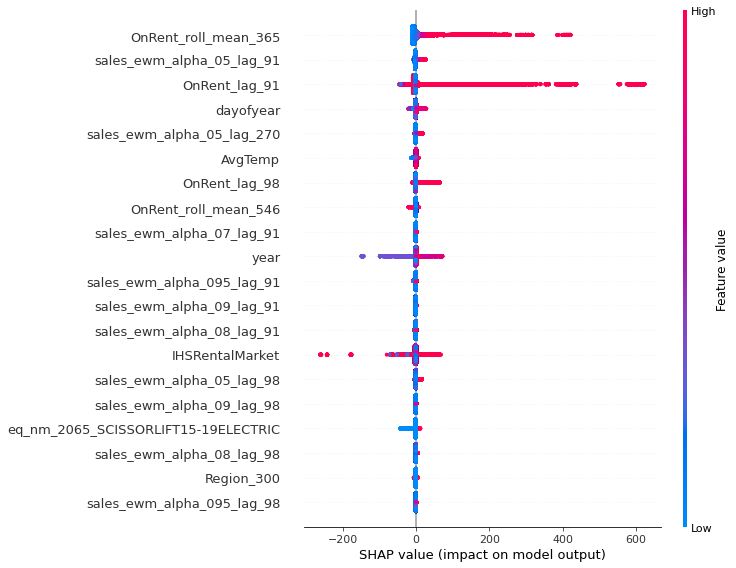 High
OnRent_roll_mean_365
sales_ewm_alpha_05_lag_91
OnRent_lag_91
dayofyear
sales_ewm_alpha_05_lag_270
AvgTemp
OnRent_lag_98
OnRent_roll_mean_546
sales_ewm_alpha_07_lag_91
year
sales_ewm_alpha_095_lag_91
sales_ewm_alpha_09_lag_91
sales_ewm_alpha_08_lag_91
IHSRentalMarket
sales_ewm_alpha_05_lag_98
sales_ewm_alpha_09_lag_98
eq_nm_2065_SCISSORLIFT15-19ELECTRIC
sales_ewm_alpha_08_lag_98
Region_300
sales_ewm_alpha_095_lag_98
Low
Feature value
−200 0 200 400 600
SHAP value (impact on model output)